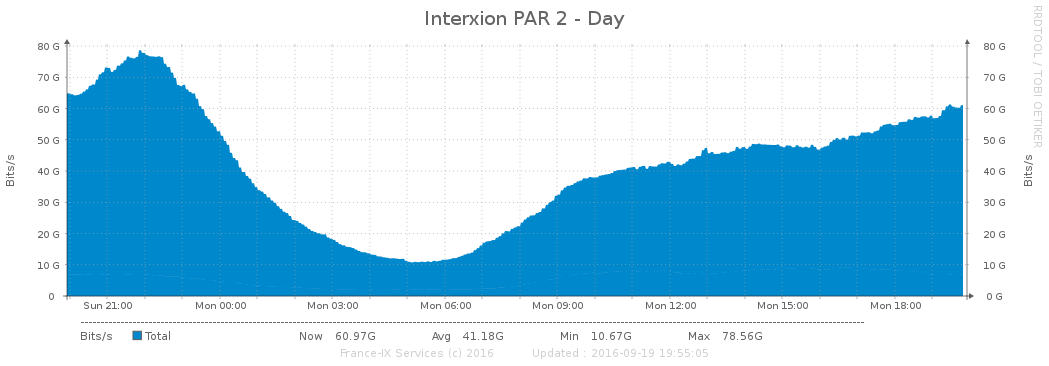 Interxion PAR 2 - Day
RRDTOOL / TOBI OETIKER
Bits/s
80 G 80 G
70 G 70 G
60 G 60 G
50 G 50 G
40 G 40 G
30 G 30 G
20 G 20 G
10 G 10 G
0 0 G
Bits/s
Sun 21:00 Mon 00:00 Mon 03:00 Mon 06:00 Mon 09:00 Mon 12:00 Mon 15:00 Mon 18:00
Bits/s Total Now 60.97G Avg 41.18G Min 10.67G Max 78.56G
France-IX Services (c) 2016 Updated : 2016-09-19 19:55:05